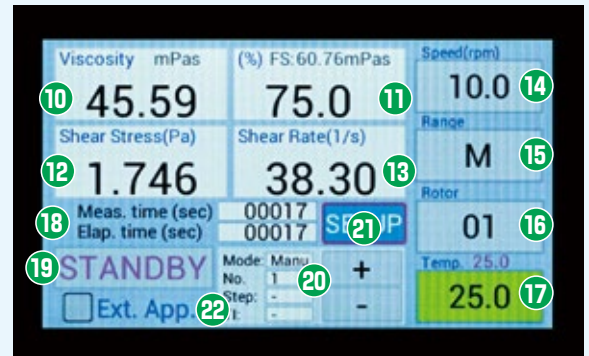 Viscosity mPas
(%) FS:60.76mPas
Speed(rpm)
10
45.59
75.0
11
10.0
14
Shear Stress(Pa)
Shear Rate(1/s)
Range
12
1.746
38.30
13
M
15
Rotor
18
Meas. time (sec) 00017
Elap. time (sec) 00017
21
01
16
19
STANDBY
Mode: Manu
No. 1
20
+
Temp. 25.0
Step: -
-
-
25.0
17
Ext. App.
22